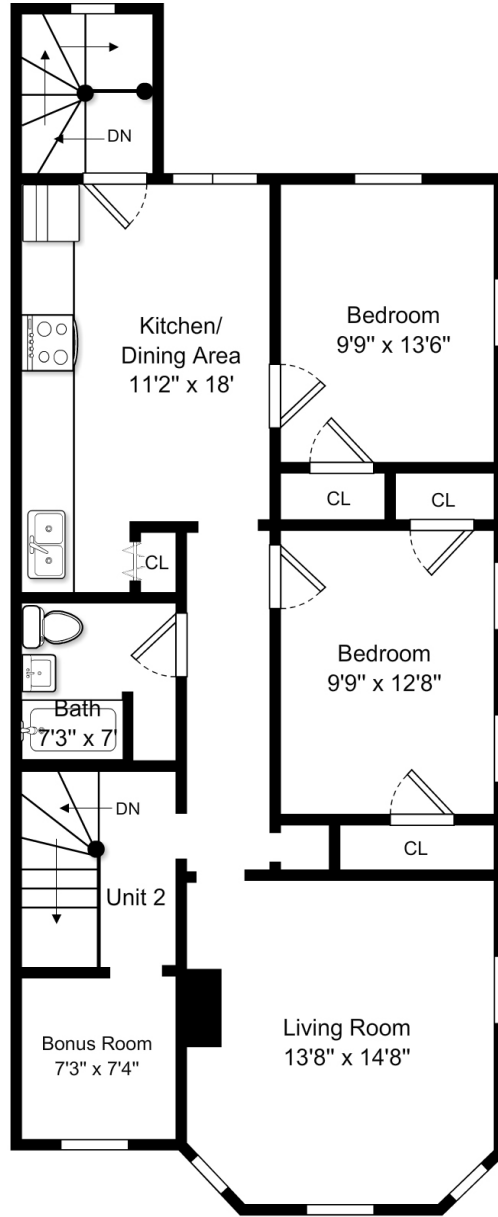 DN
Kitchen/
Dining Area
11'2" x 18'
Bedroom
9'9" x 13'6"
CL
CL
CL
Bedroom
9'9" x 12'8"
Bath
7'3" x 7'
DN
CL
Unit 2
Bonus Room
7'3" x 7'4"
Living Room
13'8" x 14'8"